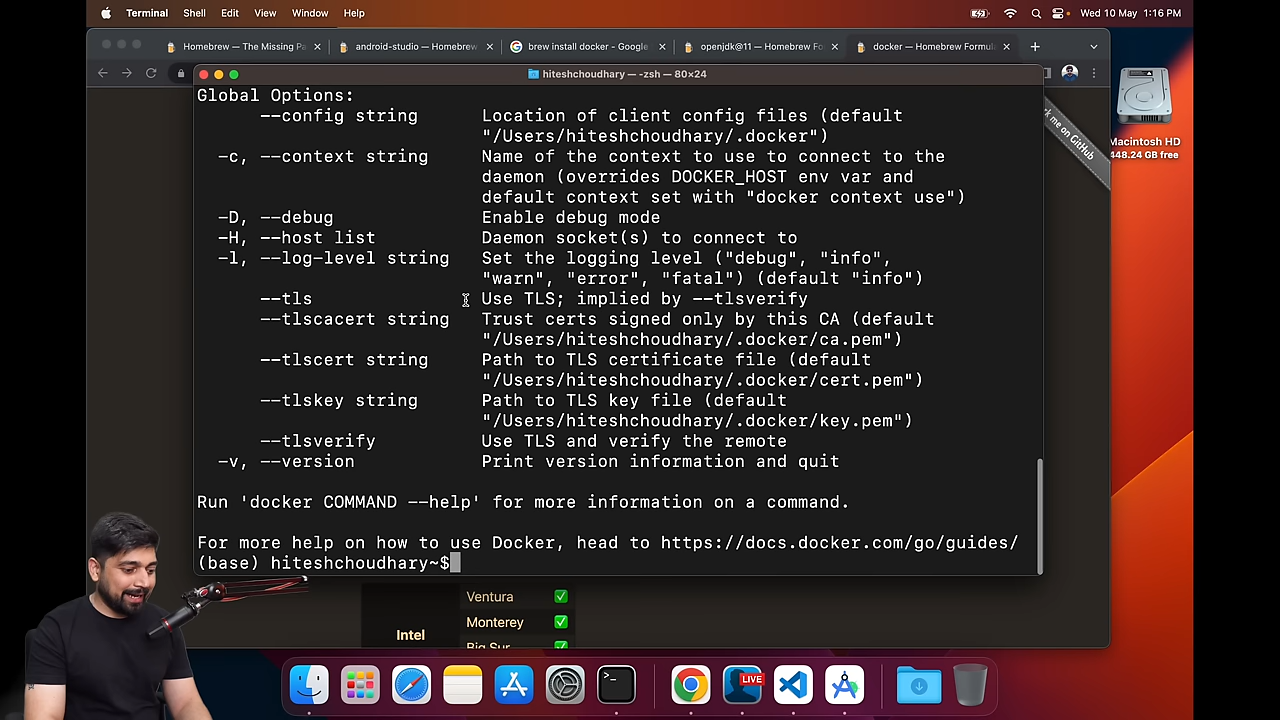 Terminal Shell Edit View Window Help
Wed 10 May 1:16 PM
Homebrew — The Missing Pa
android-studio — Homebrew
brew install docker - Google
openjdk@11 — Homebrew Fo
docker — Homebrew Formul
hiteshchoudhary — -zsh — 80×24
Global Options:
--config string Location of client config files (default
"/Users/hiteshchoudhary/.docker")
-c, --context string Name of the context to use to connect to the
daemon (overrides DOCKER_HOST env var and
default context set with "docker context use")
-D, --debug Enable debug mode
-H, --host list Daemon socket(s) to connect to
-l, --log-level string Set the logging level ("debug", "info",
"warn", "error", "fatal") (default "info")
--tls Use TLS; implied by --tlsverify
--tlscacert string Trust certs signed only by this CA (default
"/Users/hiteshchoudhary/.docker/ca.pem")
--tlscert string Path to TLS certificate file (default
"/Users/hiteshchoudhary/.docker/cert.pem")
--tlskey string Path to TLS key file (default
"/Users/hiteshchoudhary/.docker/key.pem")
--tlsverify Use TLS and verify the remote
-v, --version Print version information and quit
Run 'docker COMMAND --help' for more information on a command.
For more help on how to use Docker, head to https://docs.docker.com/go/guides/
(base) hiteshchoudhary~$
k me on GitHub
Macintosh HD
448.24 GB free
Ventura
Intel
Monterey
Big Sur
LIVE